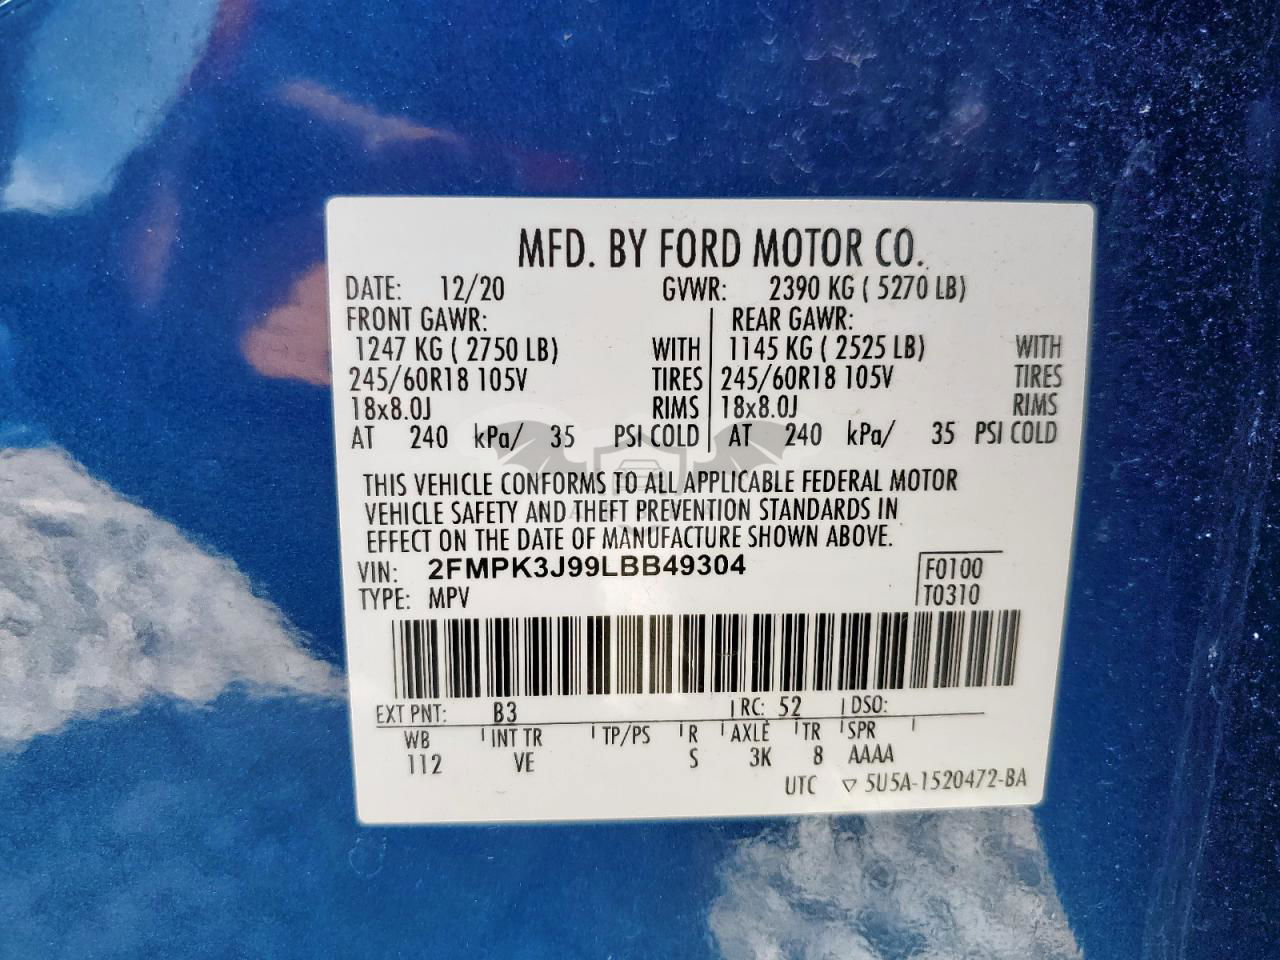 MFD. BY FORD MOTOR CO.
DATE: 12/20 GVWR: 2390 KG ( 5270 LB)
FRONT GAWR: REAR GAWR:
1247 KG ( 2750 LB) WITH 1145 KG ( 2525 LB) WITH
245/60R18 105V TIRES 245/60R18 105V TIRES
18x8.0J RIMS 18x8.0J RIMS
AT 240 kPa/ 35 PSI COLD AT 240 kPa/ 35 PSI COLD
THIS VEHICLE CONFORMS TO ALL APPLICABLE FEDERAL MOTOR
VEHICLE SAFETY AND THEFT PREVENTION STANDARDS IN
EFFECT ON THE DATE OF MANUFACTURE SHOWN ABOVE.
VIN: 2FMPK3J99LBB49304 F0100
TYPE: MPV T0310
EXT PNT: B3 RC: 52 DSO:
WB INT TR TP/PS R AXLE TR SPR
112 VE S 3K 8 AAAA
UTC ▽ 5U5A-1520472-BA